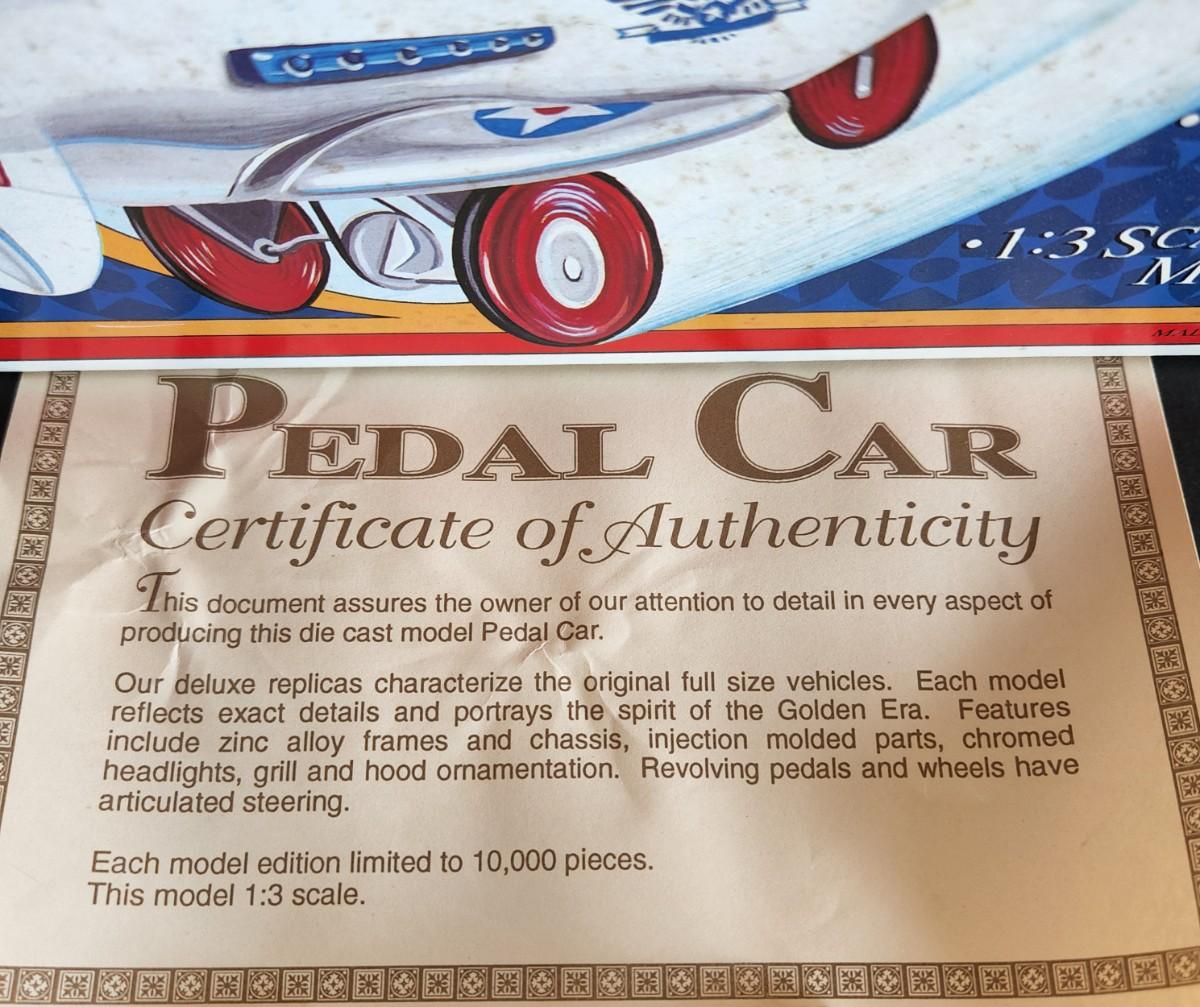 • 1:3
PEDAL CAR
Certificate of Authenticity
This document assures the owner of our attention to detail in every aspect of
producing this die cast model Pedal Car.
Our deluxe replicas characterize the original full size vehicles. Each model
reflects exact details and portrays the spirit of the Golden Era. Features
include zinc alloy frames and chassis, injection molded parts, chromed
headlights, grill and hood ornamentation. Revolving pedals and wheels have
articulated steering.
Each model edition limited to 10,000 pieces.
This model 1:3 scale.